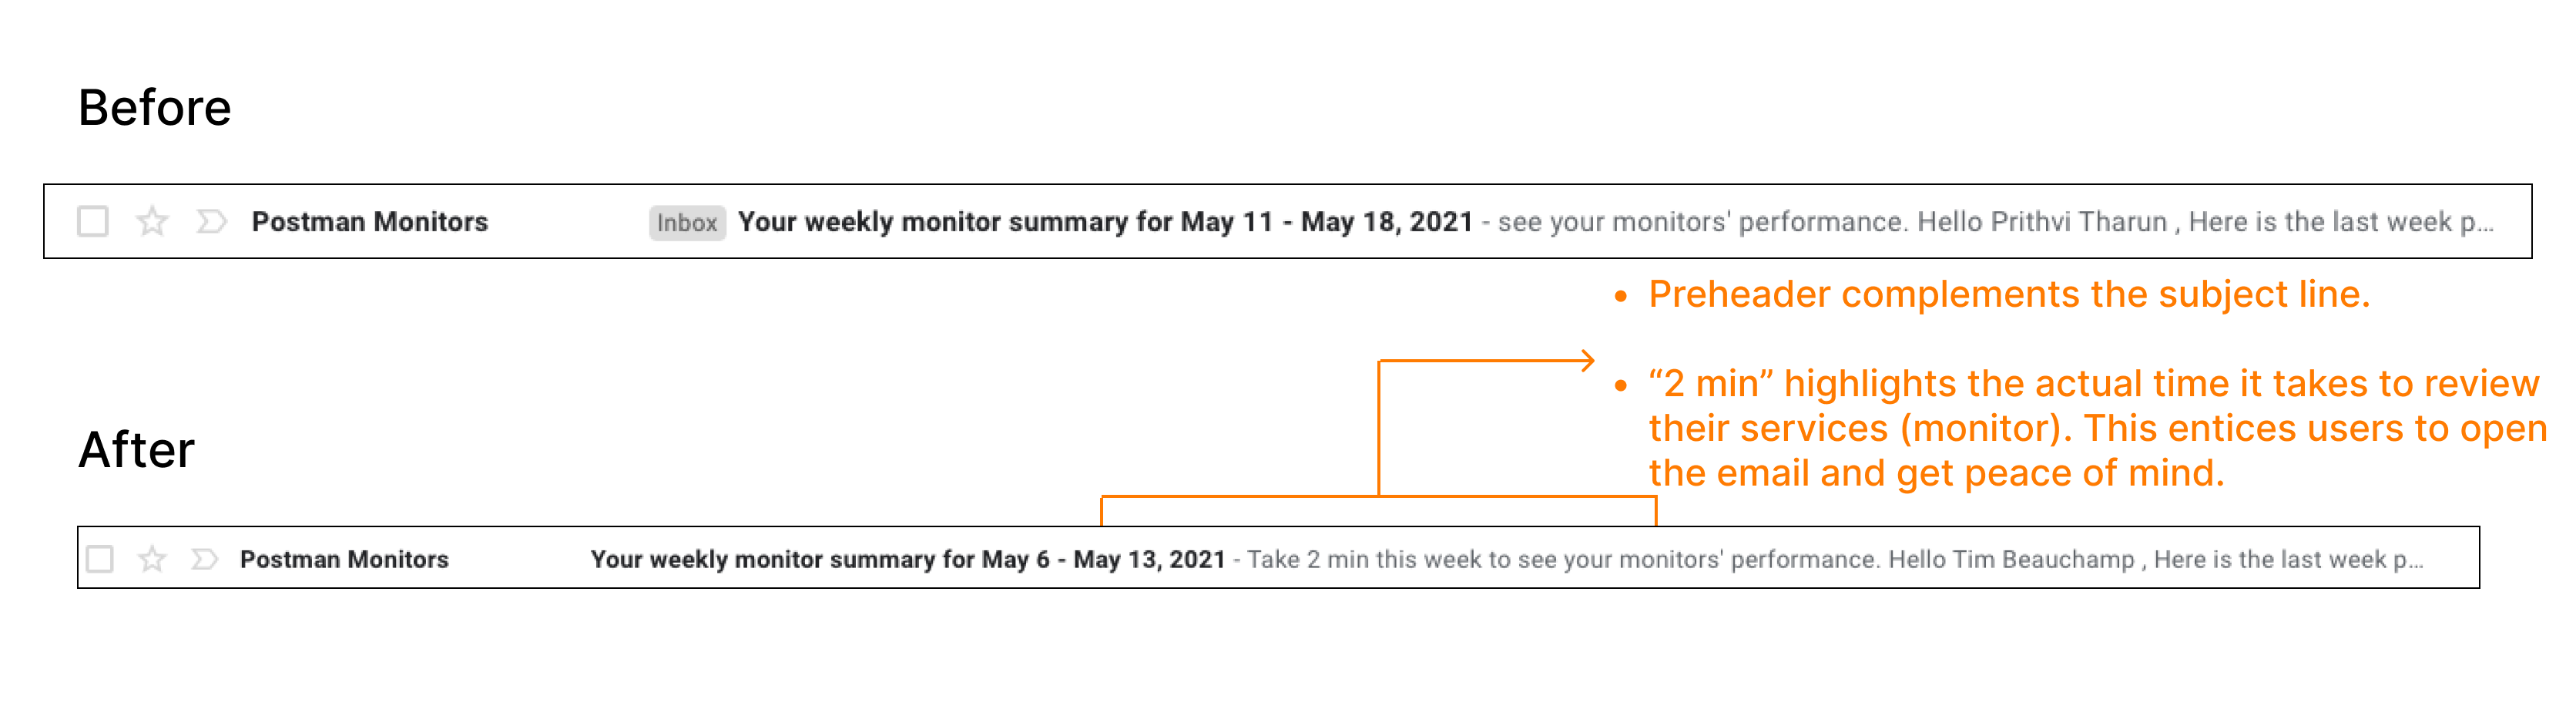 Before
Postman Monitors Inbox Your weekly monitor summary for May 11 - May 18, 2021 - see your monitors' performance. Hello Prithvi Tharun , Here is the last week p...
• Preheader complements the subject line.
• “2 min” highlights the actual time it takes to review
their services (monitor). This entices users to open
the email and get peace of mind.
After
Postman Monitors Your weekly monitor summary for May 6 - May 13, 2021 - Take 2 min this week to see your monitors' performance. Hello Tim Beauchamp , Here is the last week p...